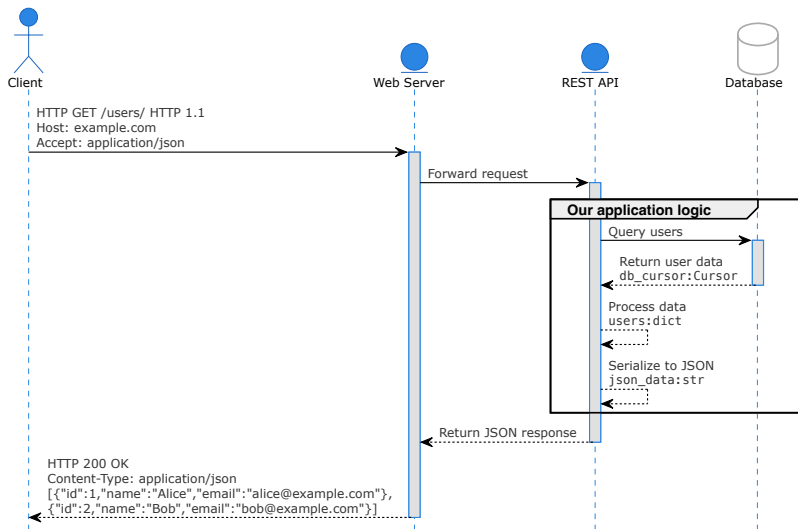 Client
Web Server
REST API
Database
HTTP GET /users/ HTTP 1.1
Host: example.com
Accept: application/json
Forward request
Our application logic
Query users
Return user data
db_cursor:Cursor
Process data
users:dict
Serialize to JSON
json_data:str
Return JSON response
HTTP 200 OK
Content-Type: application/json
[{"id":1,"name":"Alice","email":"alice@example.com"},
{"id":2,"name":"Bob","email":"bob@example.com"}]